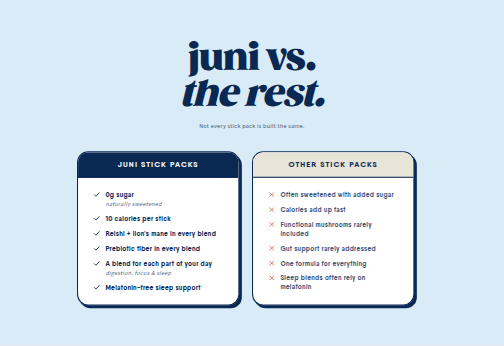 juni vs.
the rest.
Not every stick pack is built the same.
JUNI STICK PACKS
0g sugar
naturally sweetened
10 calories per stick
Reishi + lion's mane in every blend
Prebiotic fiber in every blend
A blend for each part of your day
digestion, focus & sleep
Melatonin-free sleep support
OTHER STICK PACKS
Often sweetened with added sugar
Calories add up fast
Functional mushrooms rarely
included
Gut support rarely addressed
One formula for everything
Sleep blends often rely on
melatonin